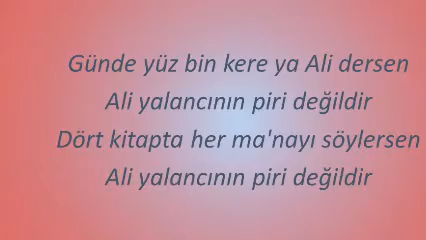 Günde yüz bin kere ya Ali dersen
Ali yalancının piri değildir
Dört kitapta her ma'nayı söylersen
Ali yalancının piri değildir